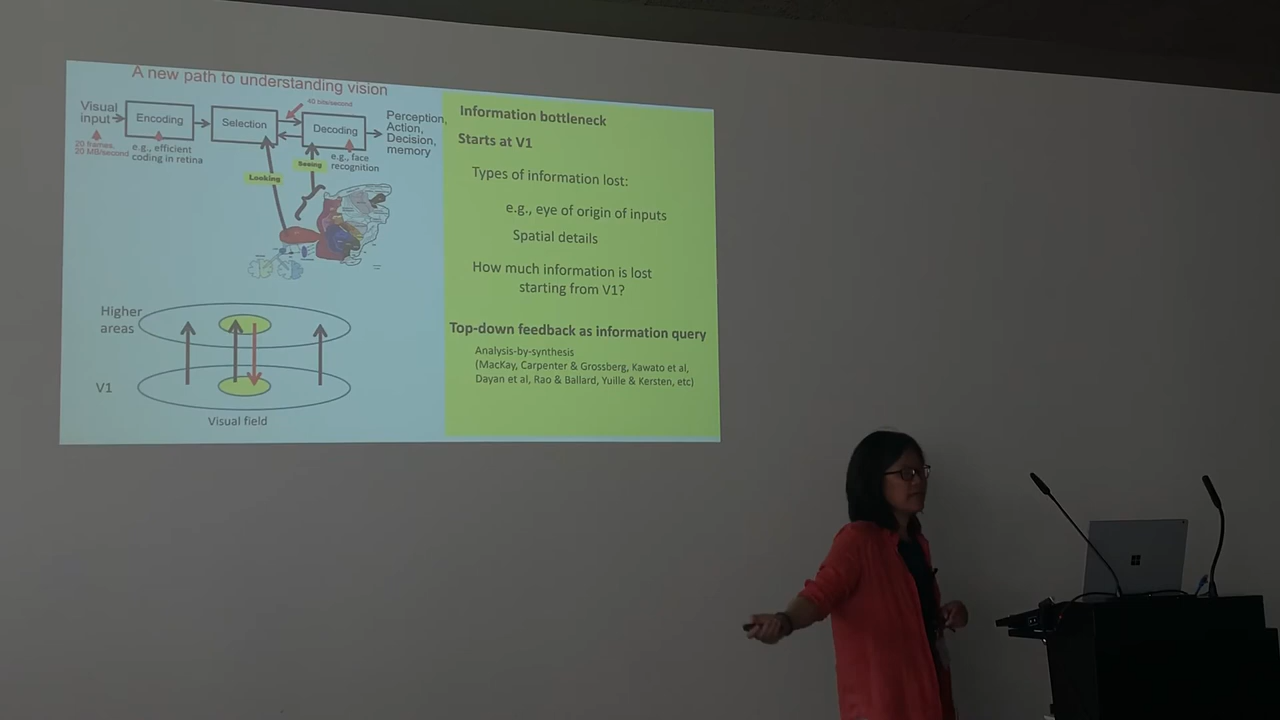 A new path to understanding vision
40 bits/second
Visual input
Encoding
Selection
Decoding
Perception,
Action,
Decision,
memory
20 frames,
20 MB/second
e.g., efficient
coding in retina
Looking
Seeing
e.g., face
recognition
Higher
areas
V1
Visual field
Information bottleneck
Starts at V1
Types of information lost:
e.g., eye of origin of inputs
Spatial details
How much information is lost
starting from V1?
Top-down feedback as information query
Analysis-by-synthesis
(MacKay, Carpenter & Grossberg, Kawato et al,
Dayan et al, Rao & Ballard, Yuille & Kersten, etc)